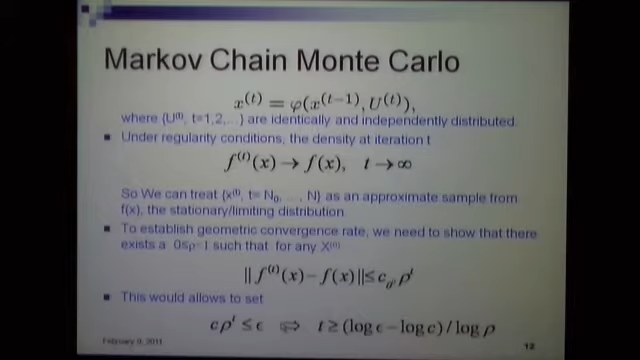 Markov Chain Monte Carlo
x^(t) = φ(x^(t−1), U^(t)),
where {U^(t), t=1,2,...} are identically and independently distributed.
Under regularity conditions, the density at iteration t
f^(t)(x) → f(x), t → ∞
So We can treat {x^(t), t= N₀, ..., N} as an approximate sample from
f(x), the stationary/limiting distribution
To establish geometric convergence rate, we need to show that there
exists a 0≤ρ<1 such that for any X^(0)
|| f^(t)(x) − f(x) || ≤ c ρ^t
This would allows to set
cρ^t ≤ ϵ ⇋ t ≥ (log ϵ − log c) / log ρ
February 9, 2011
12